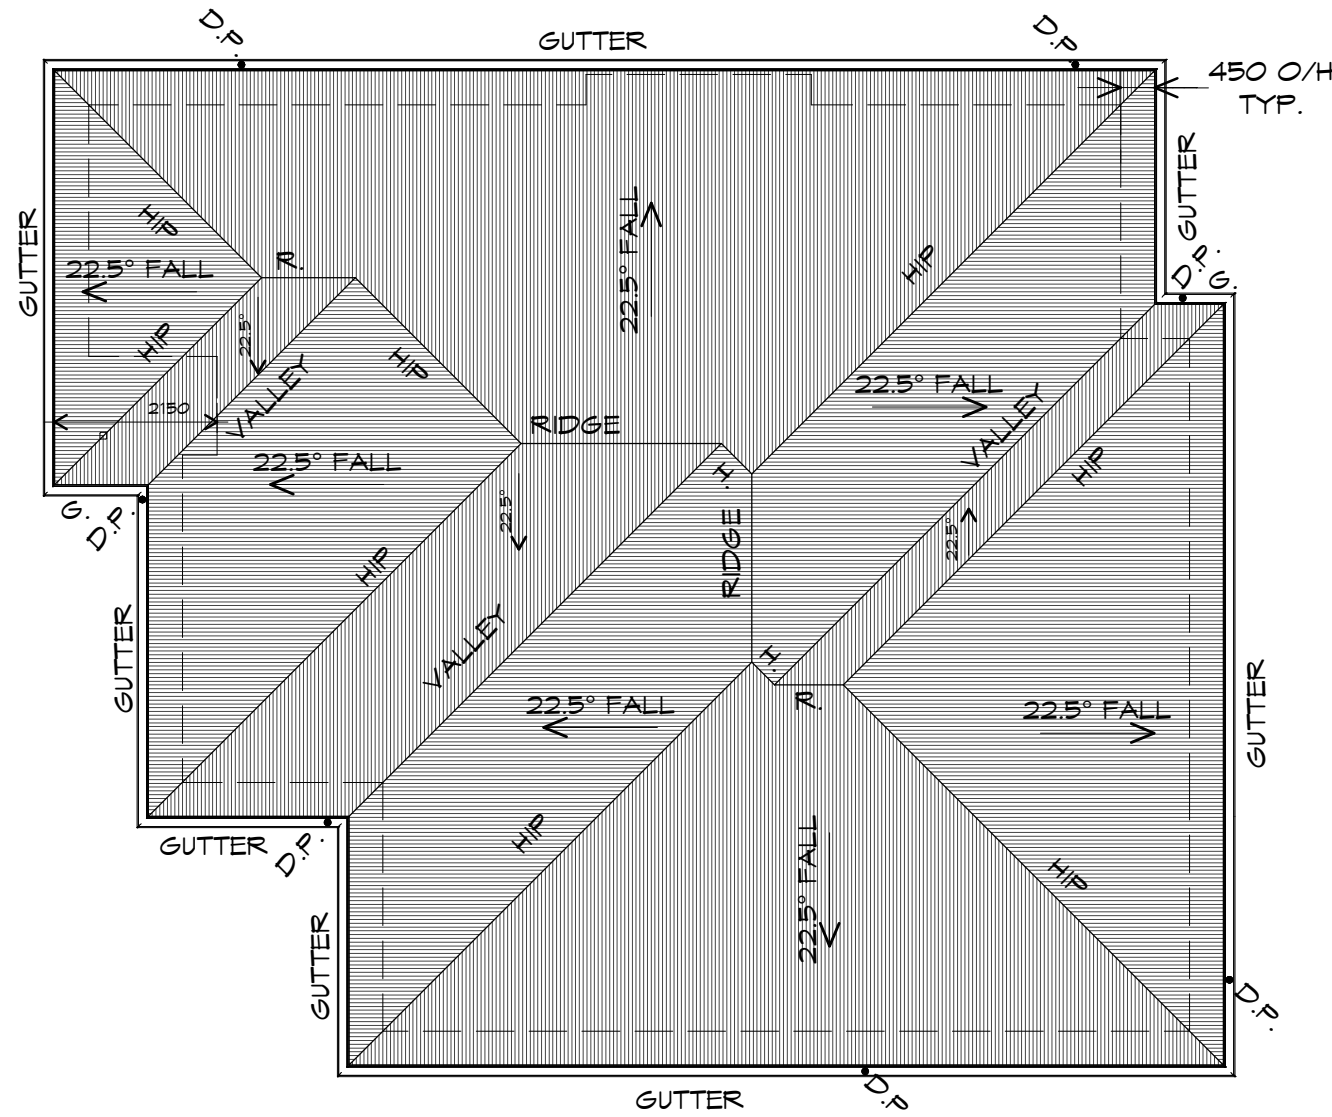 D.P.
GUTTER
D.P.
450 O/H
TYP.
GUTTER
GUTTER
D.P.
G.
HIP
22.5° FALL
R.
22.5° FALL
HIP
HIP
22.5°
HIP
VALLEY
22.5° FALL
2150
RIDGE
VALLEY
22.5° FALL
H.
HIP
G.
D.P.
22.5°
RIDGE
22.5°
HIP
GUTTER
VALLEY
H.
22.5° FALL
R.
22.5° FALL
GUTTER
GUTTER
D.P.
HIP
22.5° FALL
HIP
GUTTER
D.P.
GUTTER
D.P.